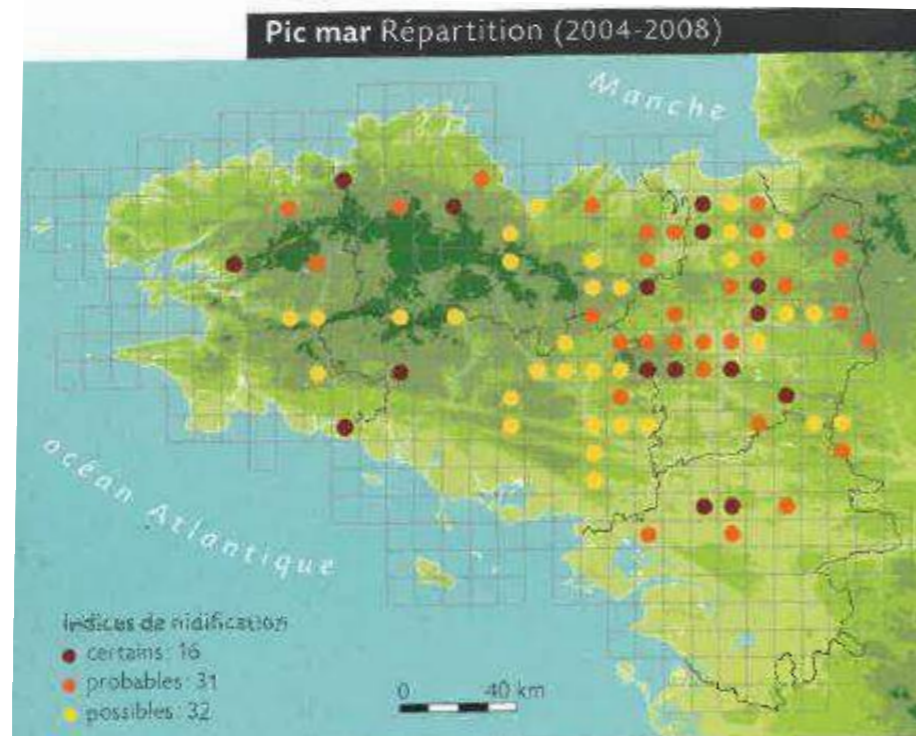 Pic mar Répartition (2004-2008)
Manche
océan Atlantique
Indices de nidification
certains: 16
probables: 31
possibles: 32
0 40 km